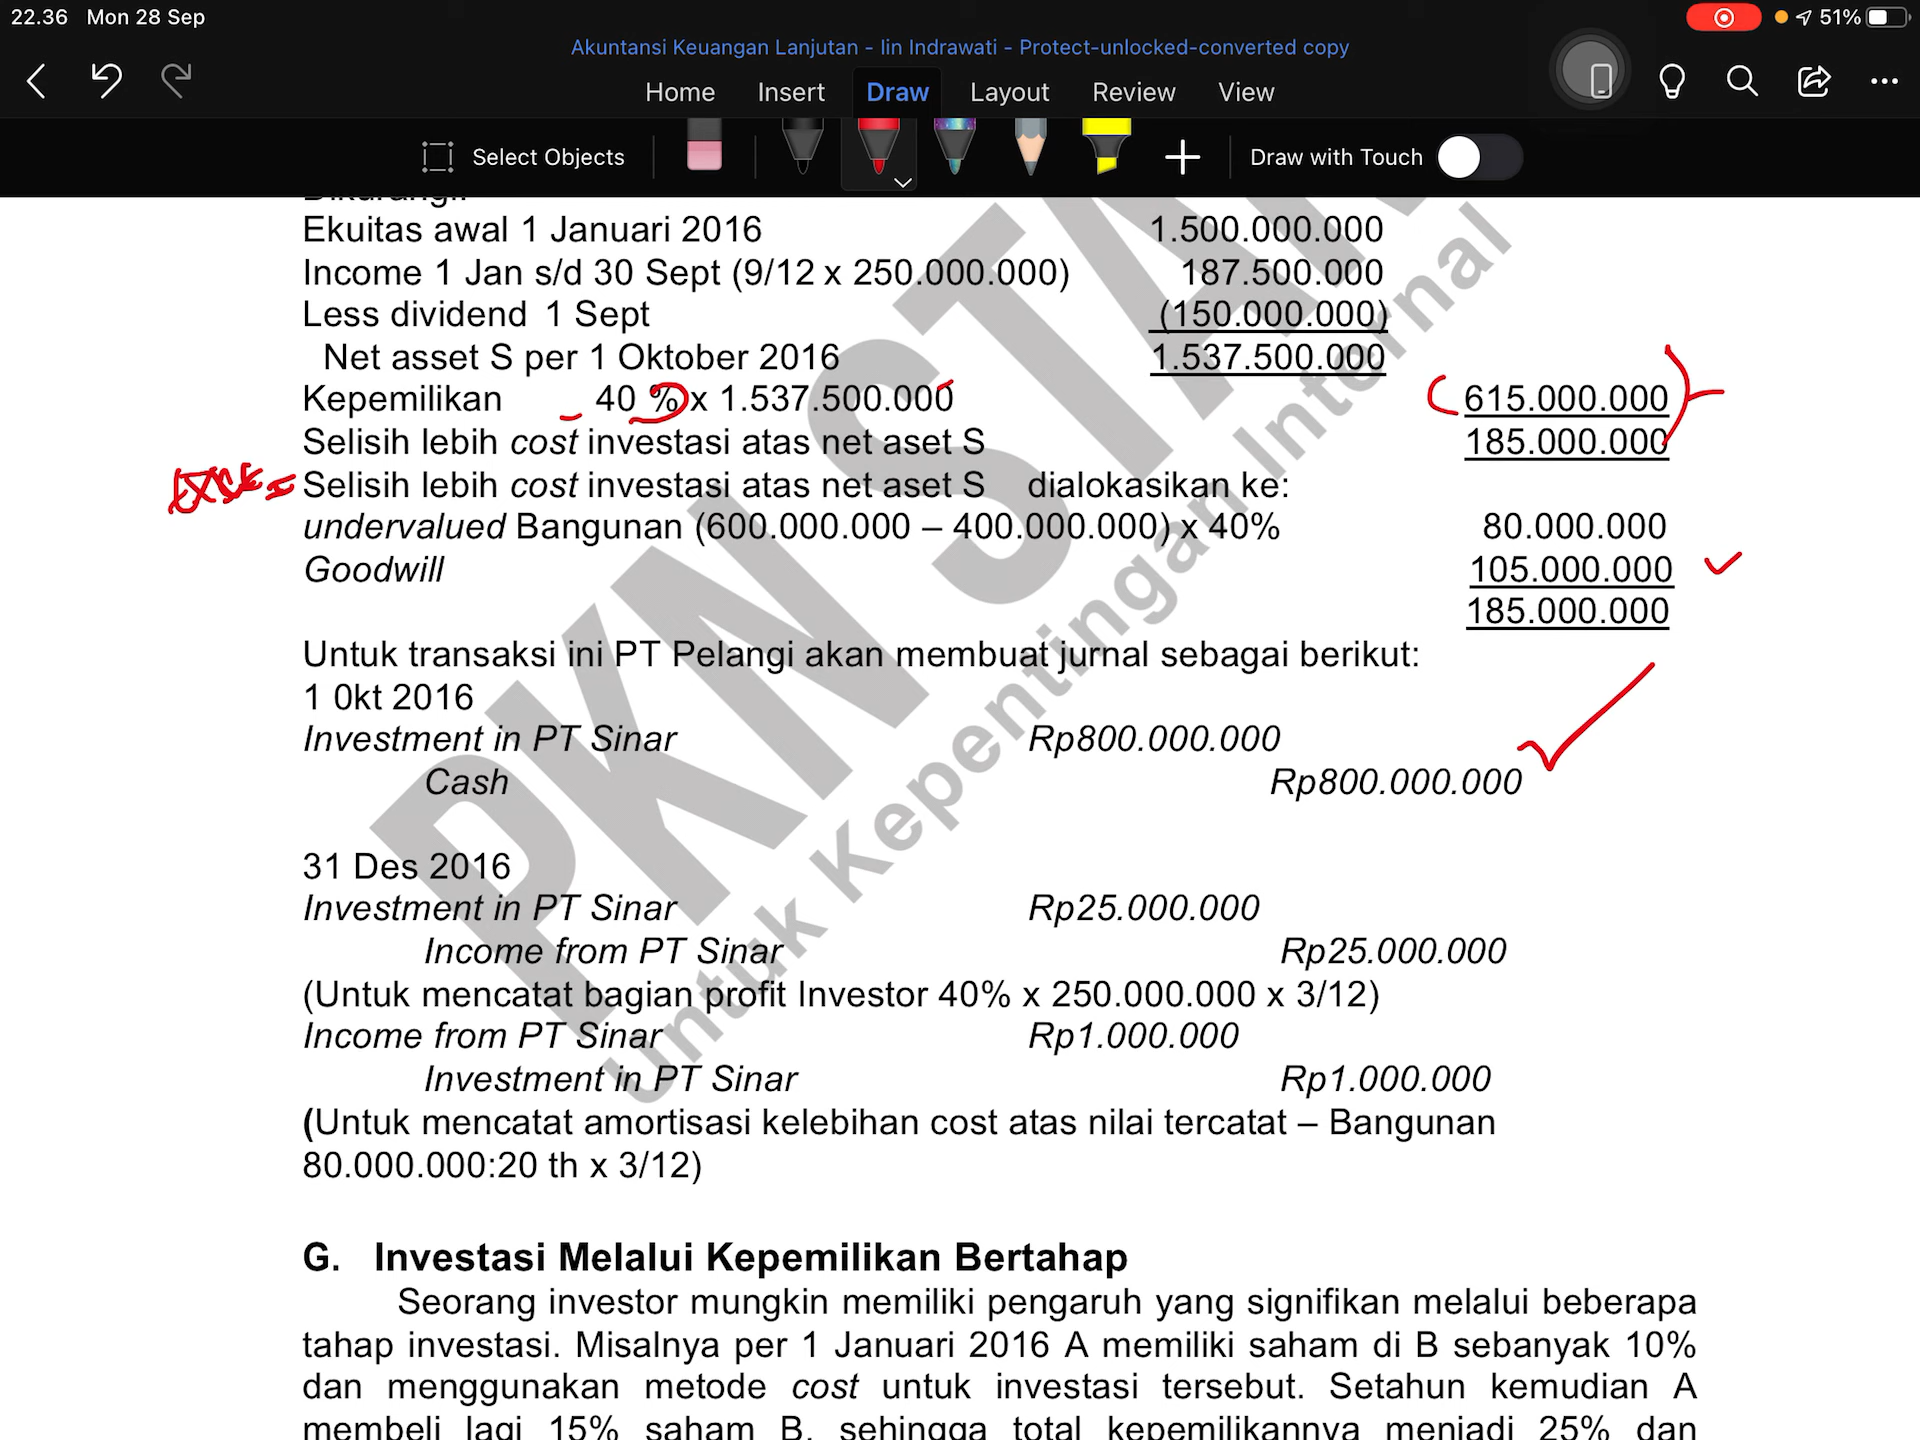 22.36 Mon 28 Sep
51%
Akuntansi Keuangan Lanjutan - Iin Indrawati - Protect-unlocked-converted copy
Home Insert Draw Layout Review View
Select Objects
Draw with Touch
Ekuitas awal 1 Januari 2016 1.500.000.000
Income 1 Jan s/d 30 Sept (9/12 x 250.000.000) 187.500.000
Less dividend 1 Sept (150.000.000)
Net asset S per 1 Oktober 2016 1.537.500.000
Kepemilikan 40 % x 1.537.500.000 615.000.000
Selisih lebih cost investasi atas net aset S 185.000.000
Selisih lebih cost investasi atas net aset S dialokasikan ke:
undervalued Bangunan (600.000.000 – 400.000.000) x 40% 80.000.000
Goodwill 105.000.000
185.000.000
Untuk transaksi ini PT Pelangi akan membuat jurnal sebagai berikut:
1 0kt 2016
Investment in PT Sinar Rp800.000.000
Cash Rp800.000.000
31 Des 2016
Investment in PT Sinar Rp25.000.000
Income from PT Sinar Rp25.000.000
(Untuk mencatat bagian profit Investor 40% x 250.000.000 x 3/12)
Income from PT Sinar Rp1.000.000
Investment in PT Sinar Rp1.000.000
(Untuk mencatat amortisasi kelebihan cost atas nilai tercatat – Bangunan
80.000.000:20 th x 3/12)
G. Investasi Melalui Kepemilikan Bertahap
Seorang investor mungkin memiliki pengaruh yang signifikan melalui beberapa
tahap investasi. Misalnya per 1 Januari 2016 A memiliki saham di B sebanyak 10%
dan menggunakan metode cost untuk investasi tersebut. Setahun kemudian A
membeli lagi 15% saham B, sehingga total kepemilikannya menjadi 25% dan
PKN STAN
untuk Kepentingan Internal